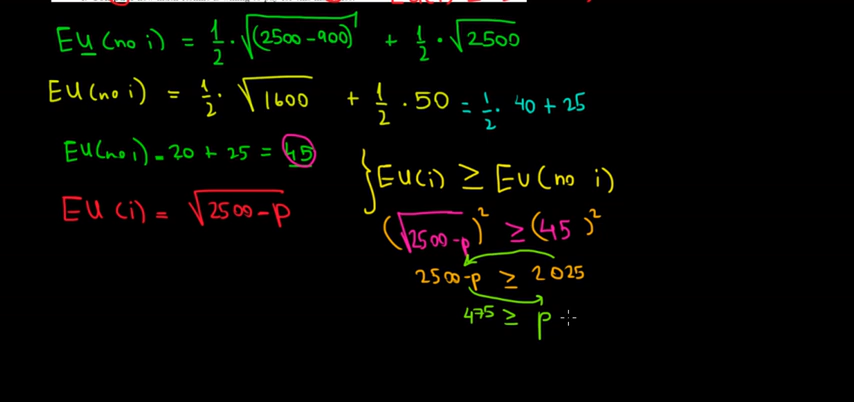 EU(no i) = 1/2 · √(2500-900) + 1/2 · √2500
EU(no i) = 1/2 · √1600 + 1/2 · 50 = 1/2 · 40 + 25
EU(no i) = 20 + 25 = 45
EU(i) = √2500-p
} EU(i) ≥ EU(no i)
(√2500-p)² ≥ (45)²
2500-p ≥ 2025
475 ≥ p